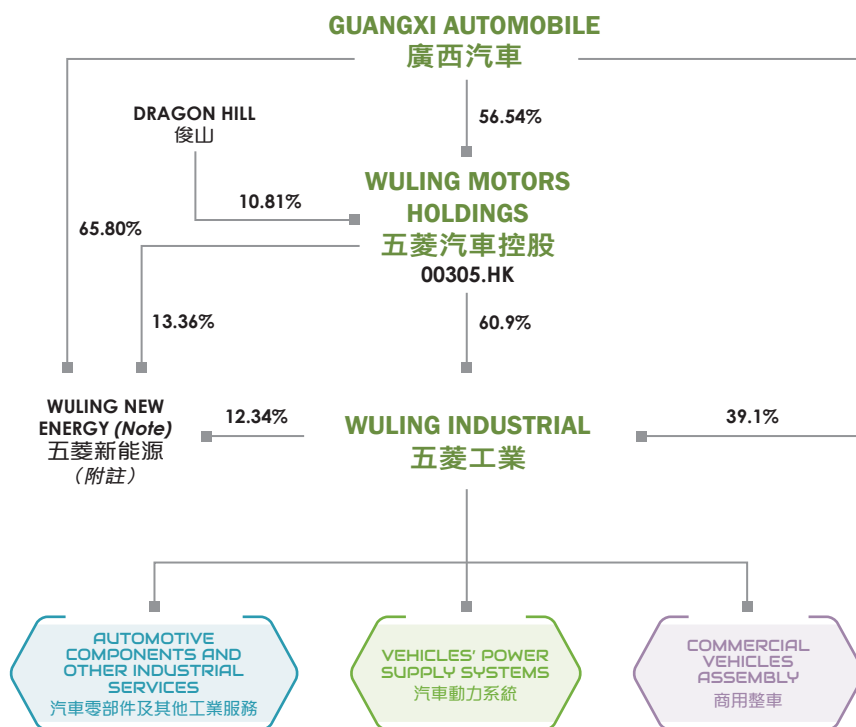 GUANGXI AUTOMOBILE
廣西汽車
DRAGON HILL
俊山
56.54%
10.81%
WULING MOTORS
HOLDINGS
五菱汽車控股
00305.HK
65.80%
13.36%
60.9%
WULING NEW
ENERGY (Note)
五菱新能源
（附註）
12.34%
WULING INDUSTRIAL
五菱工業
39.1%
AUTOMOTIVE
COMPONENTS AND
OTHER INDUSTRIAL
SERVICES
汽車零部件及其他工業服務
VEHICLES' POWER
SUPPLY SYSTEMS
汽車動力系統
COMMERCIAL
VEHICLES
ASSEMBLY
商用整車